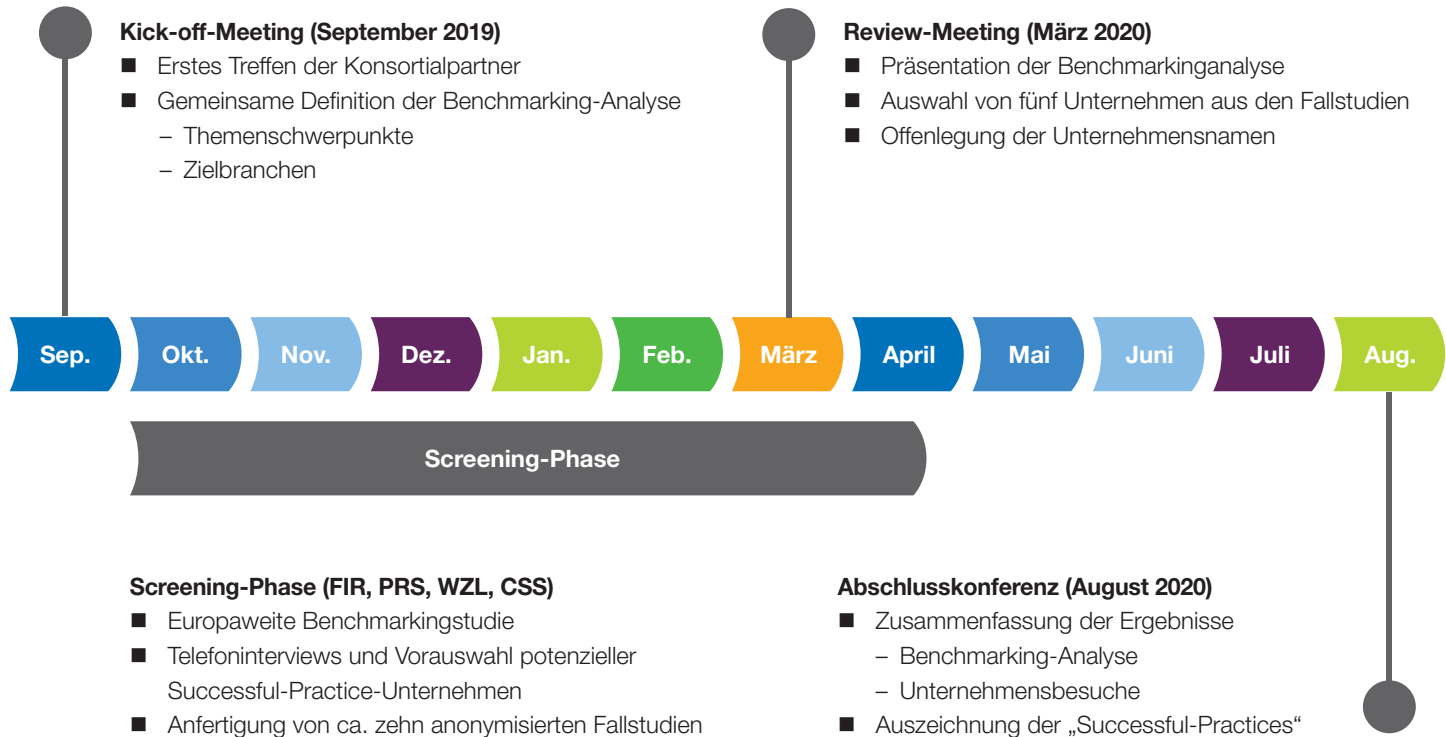 Kick-off-Meeting (September 2019)
■ Erstes Treffen der Konsortialpartner
■ Gemeinsame Definition der Benchmarking-Analyse
– Themenschwerpunkte
– Zielbranchen
Review-Meeting (März 2020)
■ Präsentation der Benchmarkinganalyse
■ Auswahl von fünf Unternehmen aus den Fallstudien
■ Offenlegung der Unternehmensnamen
Sep. Okt. Nov. Dez. Jan. Feb. März April Mai Juni Juli Aug.
Screening-Phase
Screening-Phase (FIR, PRS, WZL, CSS)
■ Europaweite Benchmarkingstudie
■ Telefoninterviews und Vorauswahl potenzieller
Successful-Practice-Unternehmen
■ Anfertigung von ca. zehn anonymisierten Fallstudien
Abschlusskonferenz (August 2020)
■ Zusammenfassung der Ergebnisse
– Benchmarking-Analyse
– Unternehmensbesuche
■ Auszeichnung der „Successful-Practices“